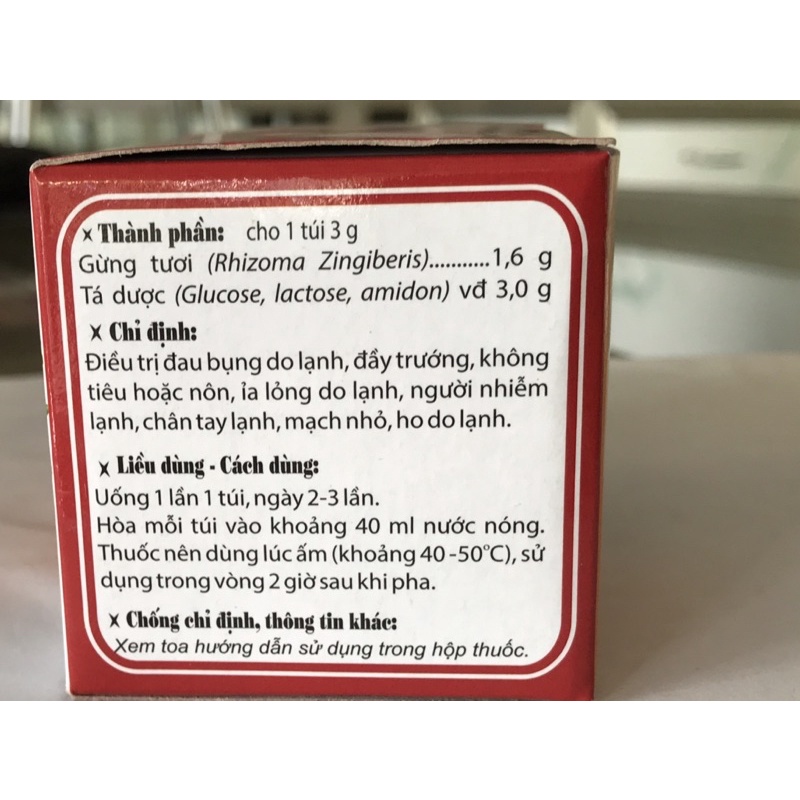 x Thành phần: cho 1 túi 3 g
Gừng tươi (Rhizoma Zingiberis)...........1,6 g
Tá dược (Glucose, lactose, amidon) vđ 3,0 g
x Chỉ định:
Điều trị đau bụng do lạnh, đầy trướng, không
tiêu hoặc nôn, ỉa lỏng do lạnh, người nhiễm
lạnh, chân tay lạnh, mạch nhỏ, ho do lạnh.
x Liều dùng - Cách dùng:
Uống 1 lần 1 túi, ngày 2-3 lần.
Hòa mỗi túi vào khoảng 40 ml nước nóng.
Thuốc nên dùng lúc ấm (khoảng 40 -50°C), sử
dụng trong vòng 2 giờ sau khi pha.
x Chống chỉ định, thông tin khác:
Xem toa hướng dẫn sử dụng trong hộp thuốc.